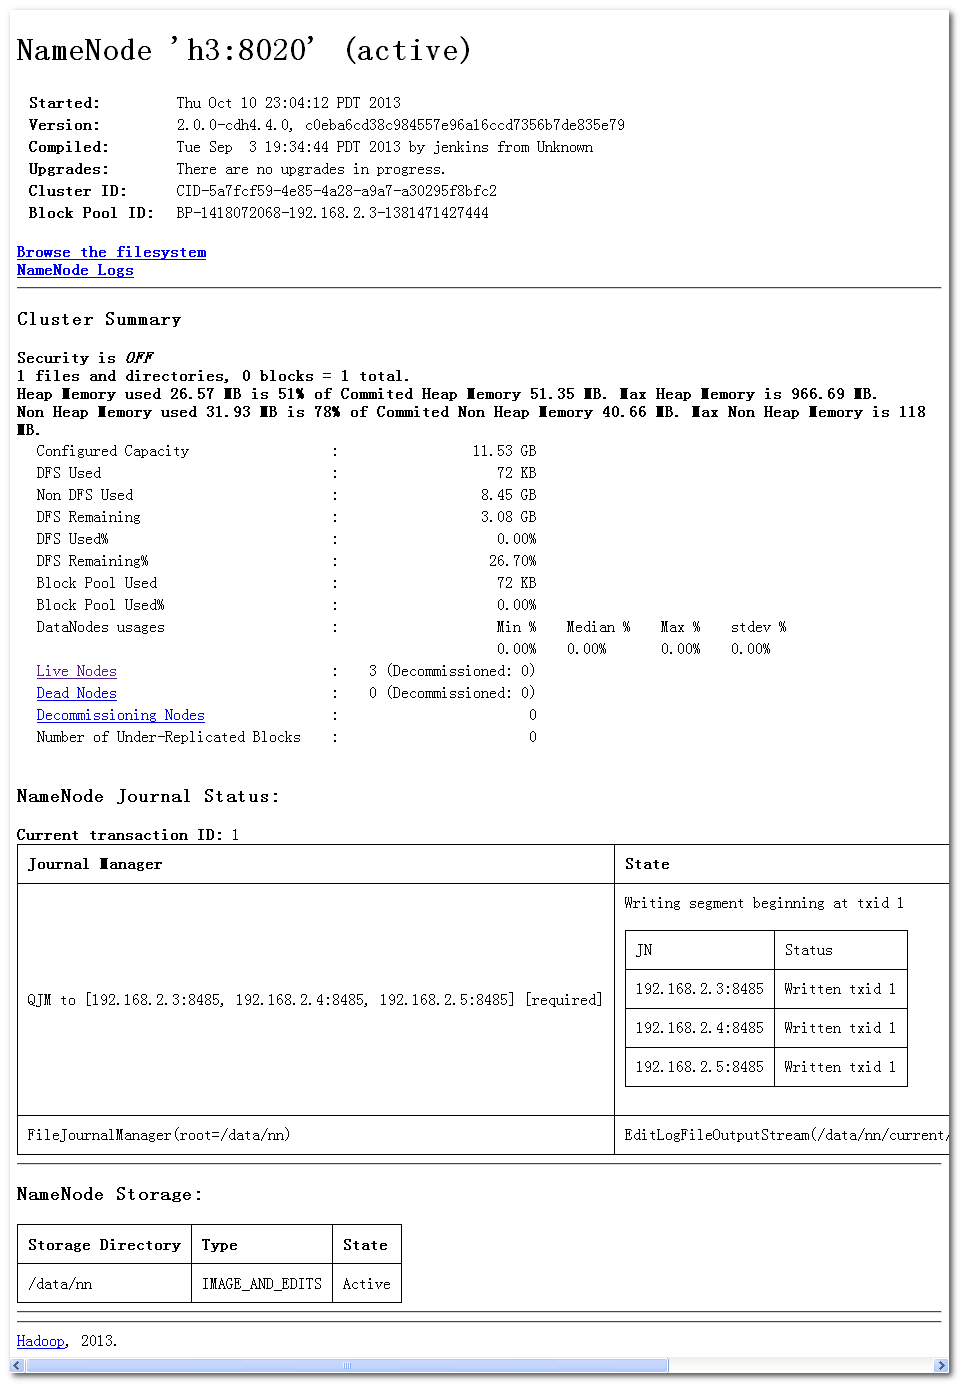 NameNode 'h3:8020' (active)
Started: Thu Oct 10 23:04:12 PDT 2013
Version: 2.0.0-cdh4.4.0, c0eba6cd38c984557e96a16ccd7356b7de835e79
Compiled: Tue Sep 3 19:34:44 PDT 2013 by jenkins from Unknown
Upgrades: There are no upgrades in progress.
Cluster ID: CID-5a7fcf59-4e85-4a28-a9a7-a30295f8bfc2
Block Pool ID: BP-1418072068-192.168.2.3-1381471427444
Browse the filesystem
NameNode Logs
Cluster Summary
Security is OFF
1 files and directories, 0 blocks = 1 total.
Heap Memory used 26.57 MB is 51% of Commited Heap Memory 51.35 MB. Max Heap Memory is 966.69 MB.
Non Heap Memory used 31.93 MB is 78% of Commited Non Heap Memory 40.66 MB. Max Non Heap Memory is 118
MB.
Configured Capacity : 11.53 GB
DFS Used : 72 KB
Non DFS Used : 8.45 GB
DFS Remaining : 3.08 GB
DFS Used% : 0.00%
DFS Remaining% : 26.70%
Block Pool Used : 72 KB
Block Pool Used% : 0.00%
DataNodes usages : Min % Median % Max % stdev %
0.00% 0.00% 0.00% 0.00%
Live Nodes : 3 (Decommissioned: 0)
Dead Nodes : 0 (Decommissioned: 0)
Decommissioning Nodes : 0
Number of Under-Replicated Blocks : 0
NameNode Journal Status:
Current transaction ID: 1
Journal Manager State
Writing segment beginning at txid 1
JN Status
192.168.2.3:8485 Written txid 1
QJM to [192.168.2.3:8485, 192.168.2.4:8485, 192.168.2.5:8485] [required]
192.168.2.4:8485 Written txid 1
192.168.2.5:8485 Written txid 1
FileJournalManager(root=/data/nn) EditLogFileOutputStream(/data/nn/current/
NameNode Storage:
Storage Directory Type State
/data/nn IMAGE_AND_EDITS Active
Hadoop, 2013.